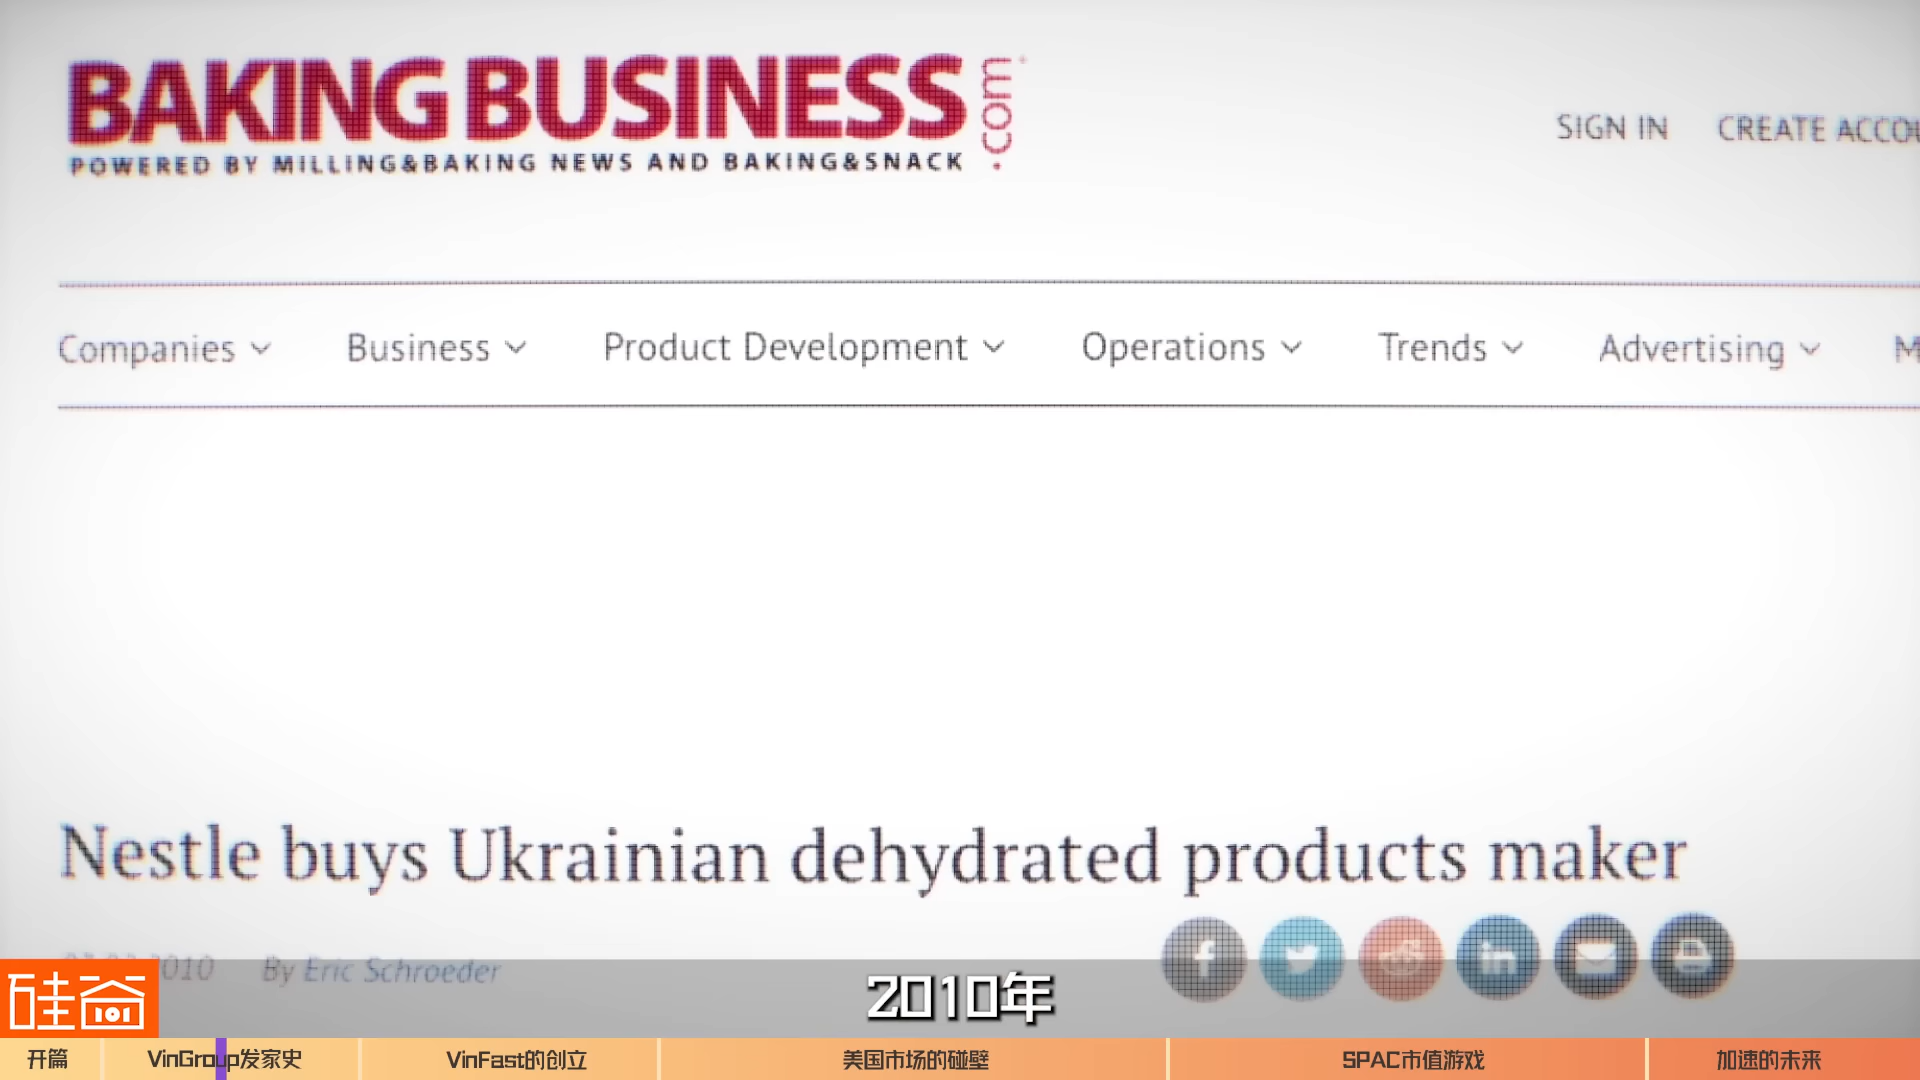 BAKING BUSINESS .com
POWERED BY MILLING&BAKING NEWS AND BAKING&SNACK
SIGN IN
Companies
Business
Product Development
Operations
Trends
Advertising
Nestle buys Ukrainian dehydrated products maker
By Eric Schroeder
硅谷 101
2010年
开篇
VinGroup发家史
VinFast的创立
美国市场的碰壁
SPAC市值游戏
加速的未来